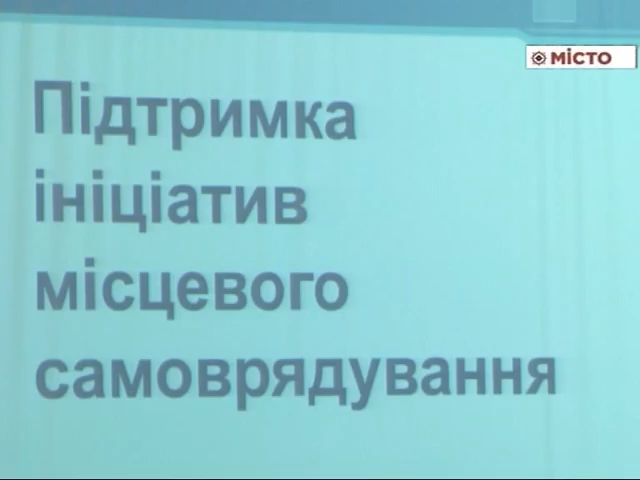 МІСТО
Підтримка
ініціатив
місцевого
самоврядування